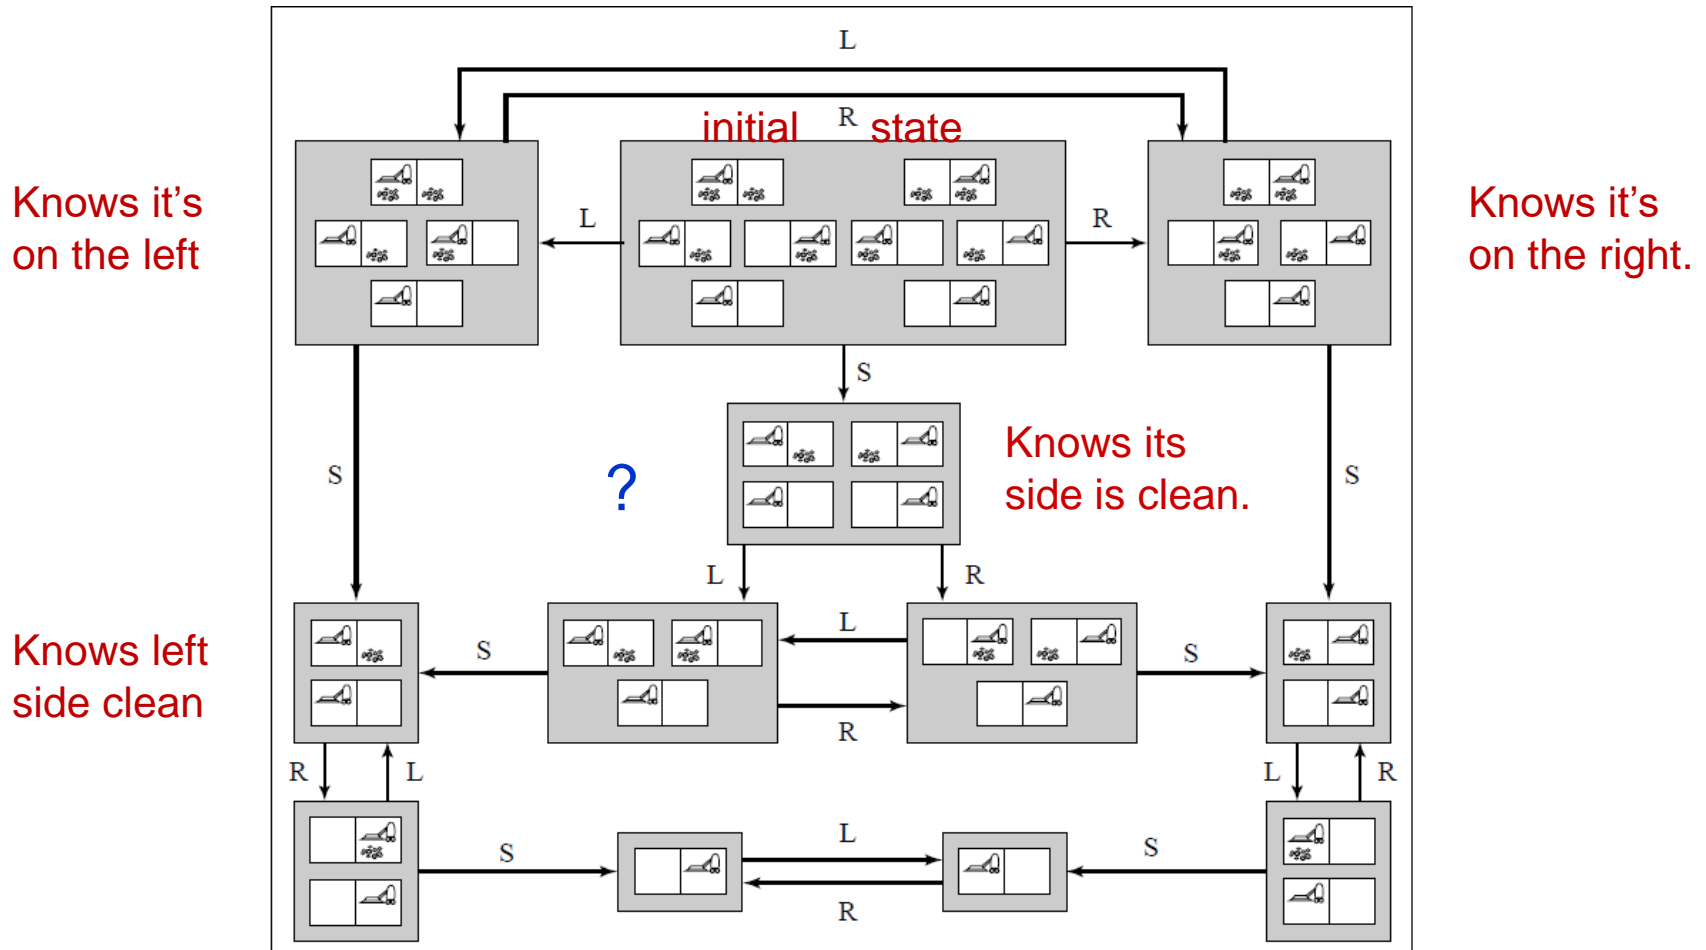 L
initial R state
Knows it's
on the left
L
R
Knows it’s
on the right.
S
S
?
Knows its
side is clean.
S
L
R
Knows left
side clean
S
L
R
S
R
L
L
R
S
L
R
S